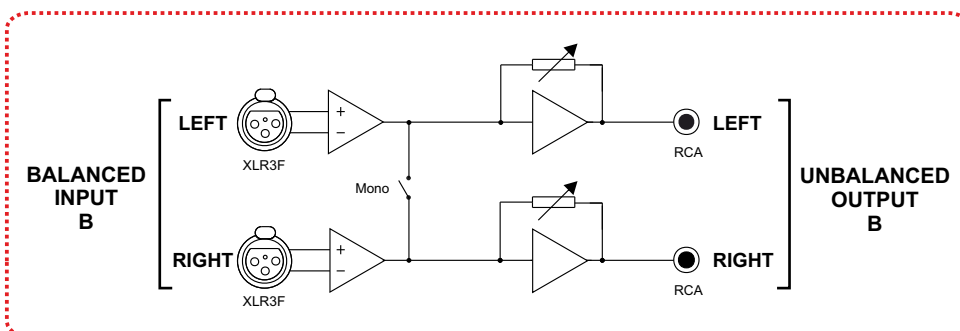 BALANCED
INPUT
B
LEFT
XLR3F
+
−
Mono
RIGHT
XLR3F
+
−
RCA
LEFT
RCA
RIGHT
UNBALANCED
OUTPUT
B